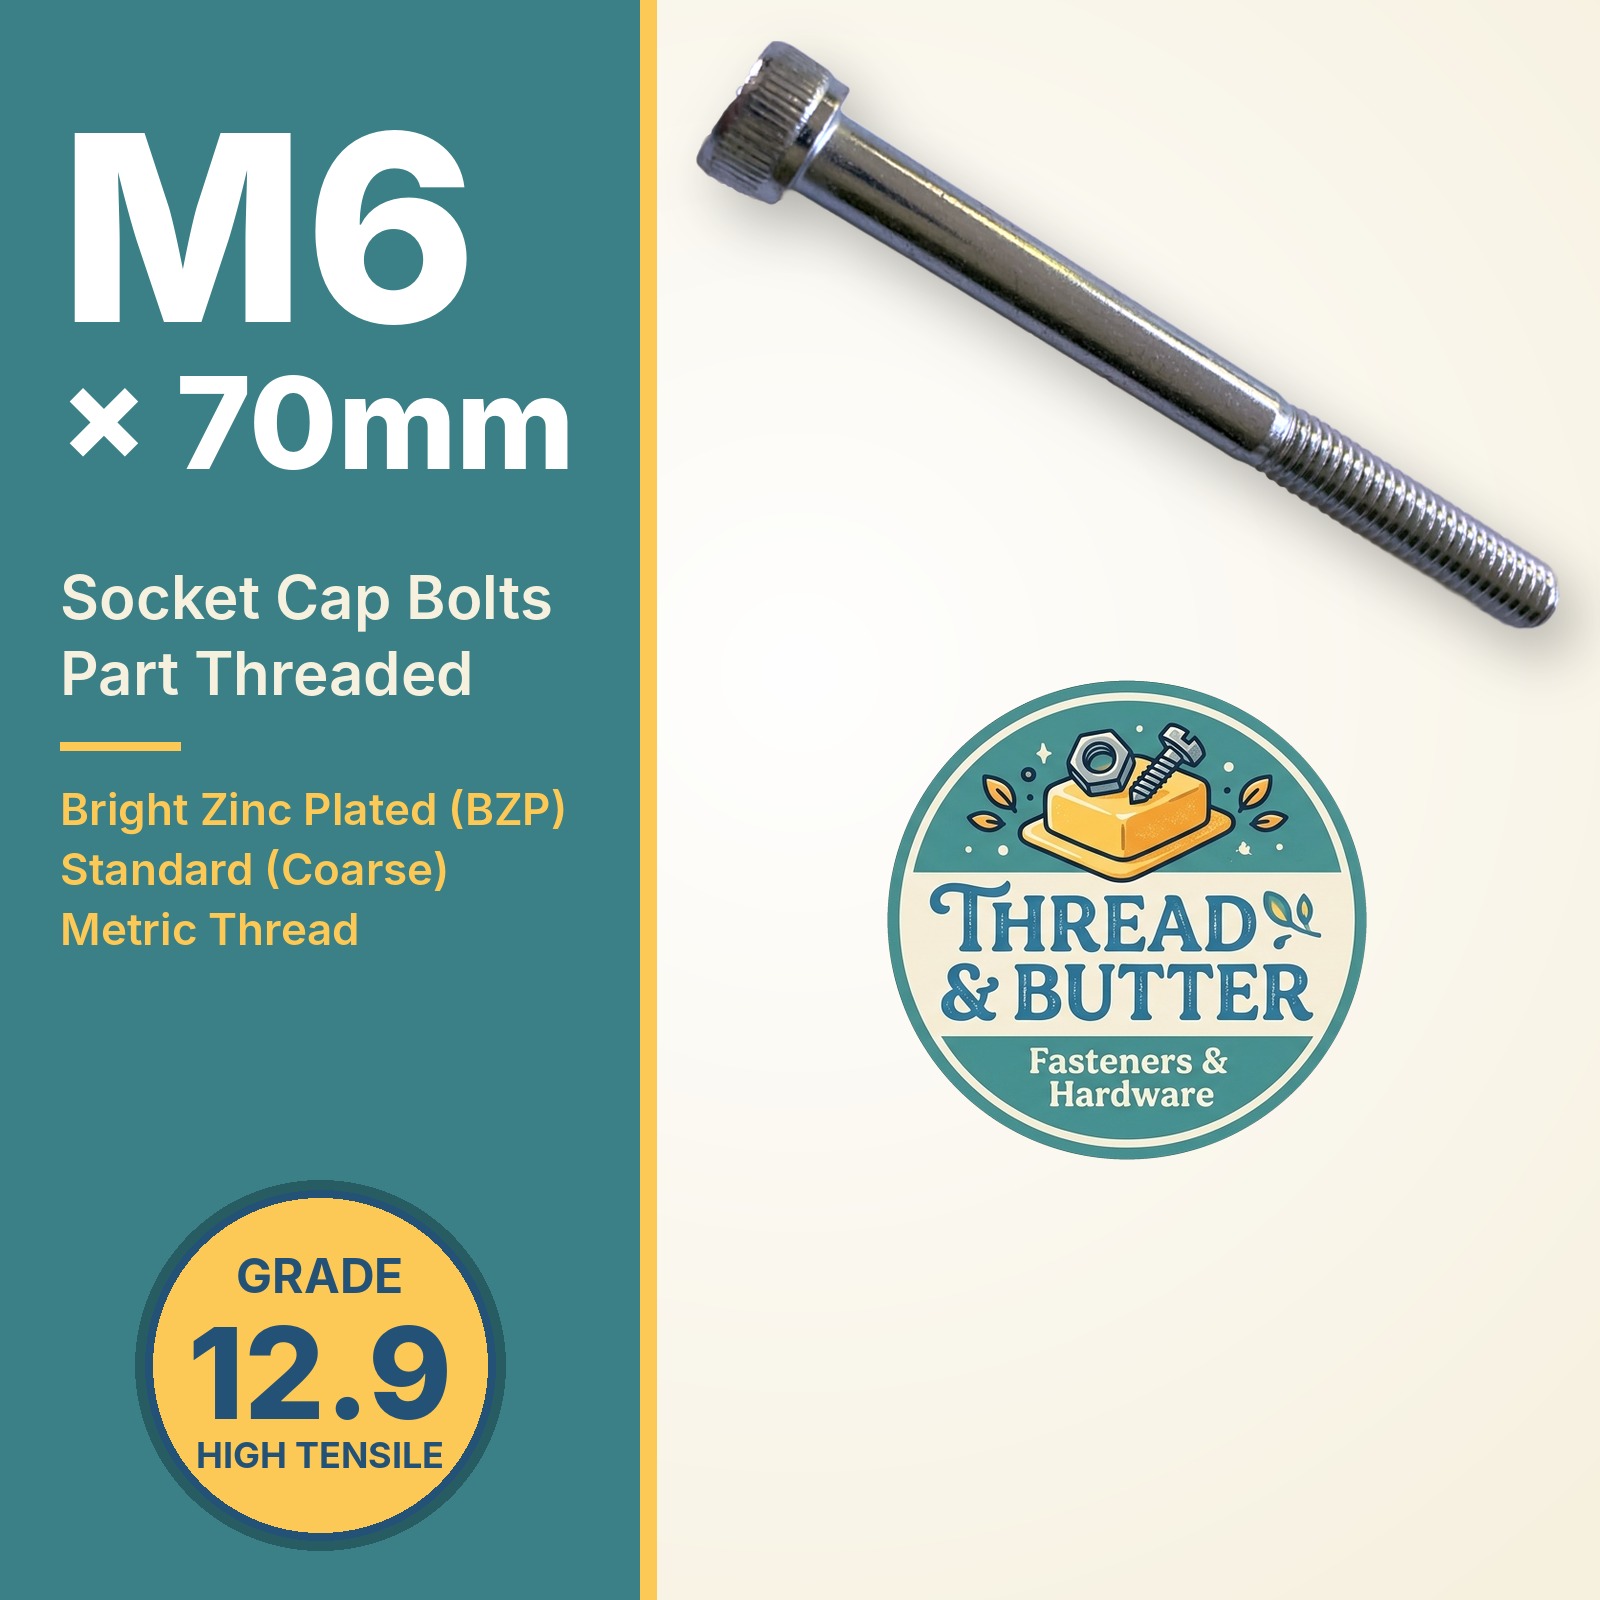 M6
× 70mm
Socket Cap Bolts
Part Threaded
Bright Zinc Plated (BZP)
Standard (Coarse)
Metric Thread
GRADE
12.9
HIGH TENSILE
THREAD
& BUTTER
Fasteners &
Hardware